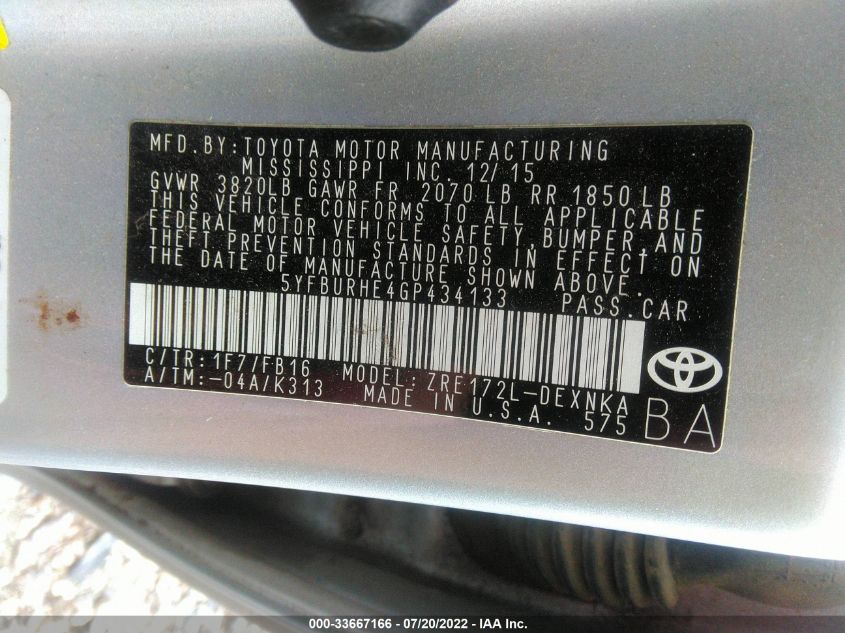 MFD. BY: TOYOTA MOTOR MANUFACTURING
MISSISSIPPI INC. 12/15
GVWR 3820LB GAWR FR 2070 LB RR 1850 LB
THIS VEHICLE CONFORMS TO ALL APPLICABLE
FEDERAL MOTOR VEHICLE SAFETY, BUMPER, AND
THEFT PREVENTION STANDARDS IN EFFECT ON
THE DATE OF MANUFACTURE SHOWN ABOVE.
5YFBURHE4GP434133 PASS. CAR
C/TR: 1F7/FB16 MODEL: ZRE172L-DEXNKA
A/TM: -04A/K313 MADE IN U.S.A. 575
BA
000-33667166 - 07/20/2022 - IAA Inc.